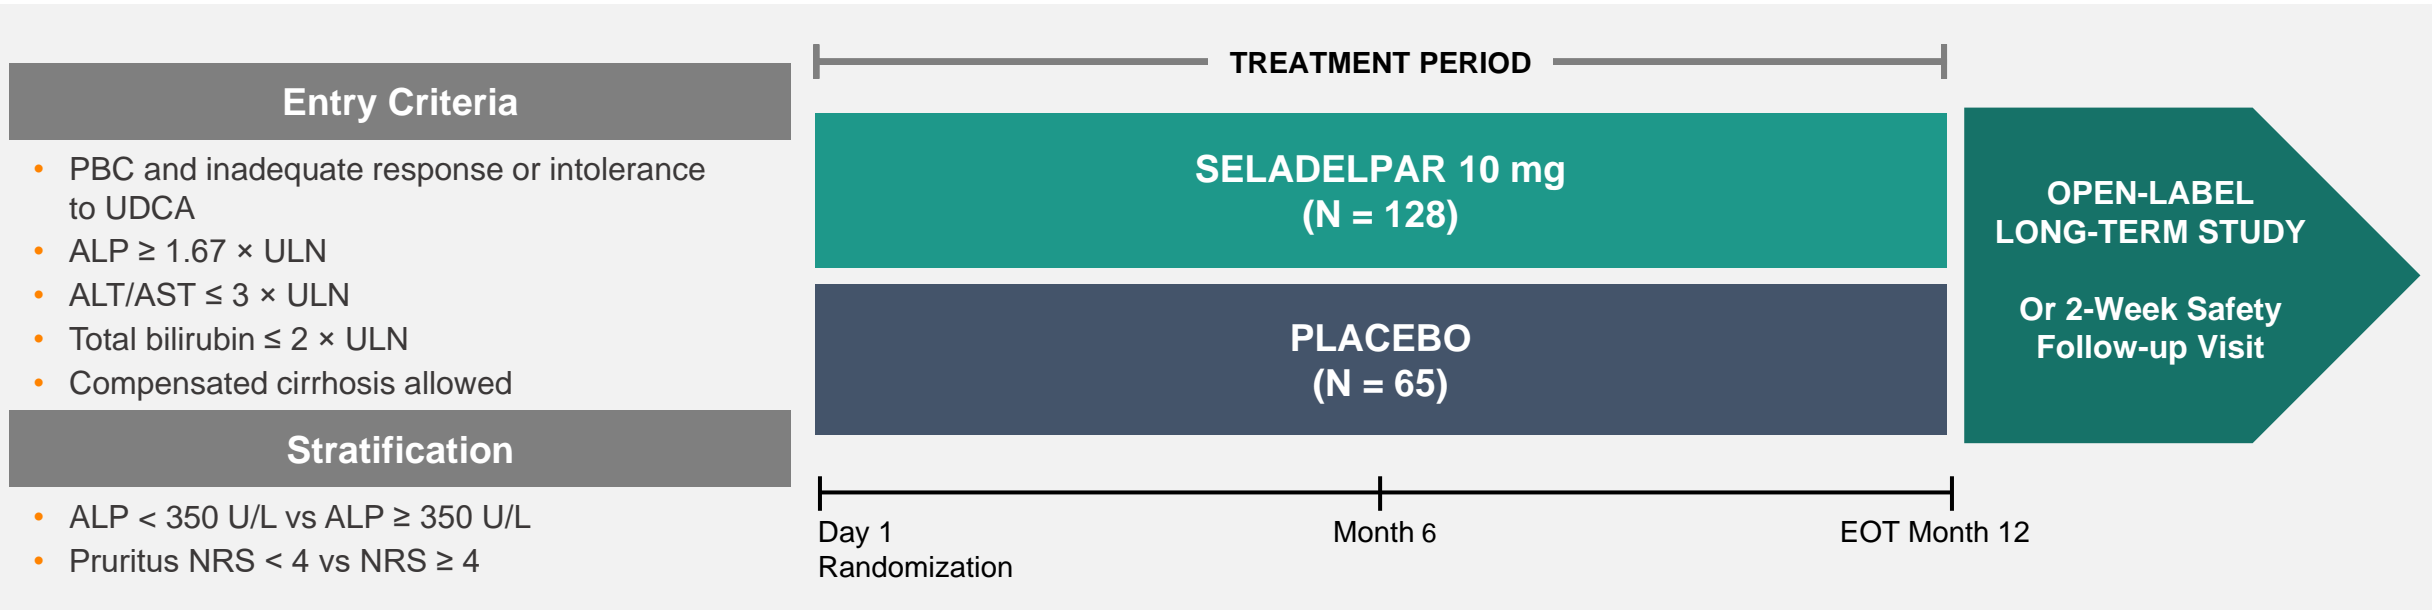 Entry Criteria
• PBC and inadequate response or intolerance
to UDCA
• ALP ≥ 1.67 × ULN
• ALT/AST ≤ 3 × ULN
• Total bilirubin ≤ 2 × ULN
• Compensated cirrhosis allowed
Stratification
• ALP < 350 U/L vs ALP ≥ 350 U/L
• Pruritus NRS < 4 vs NRS ≥ 4
TREATMENT PERIOD
SELADELPAR 10 mg
(N = 128)
PLACEBO
(N = 65)
Day 1
Randomization
Month 6
EOT Month 12
OPEN-LABEL
LONG-TERM STUDY
Or 2-Week Safety
Follow-up Visit